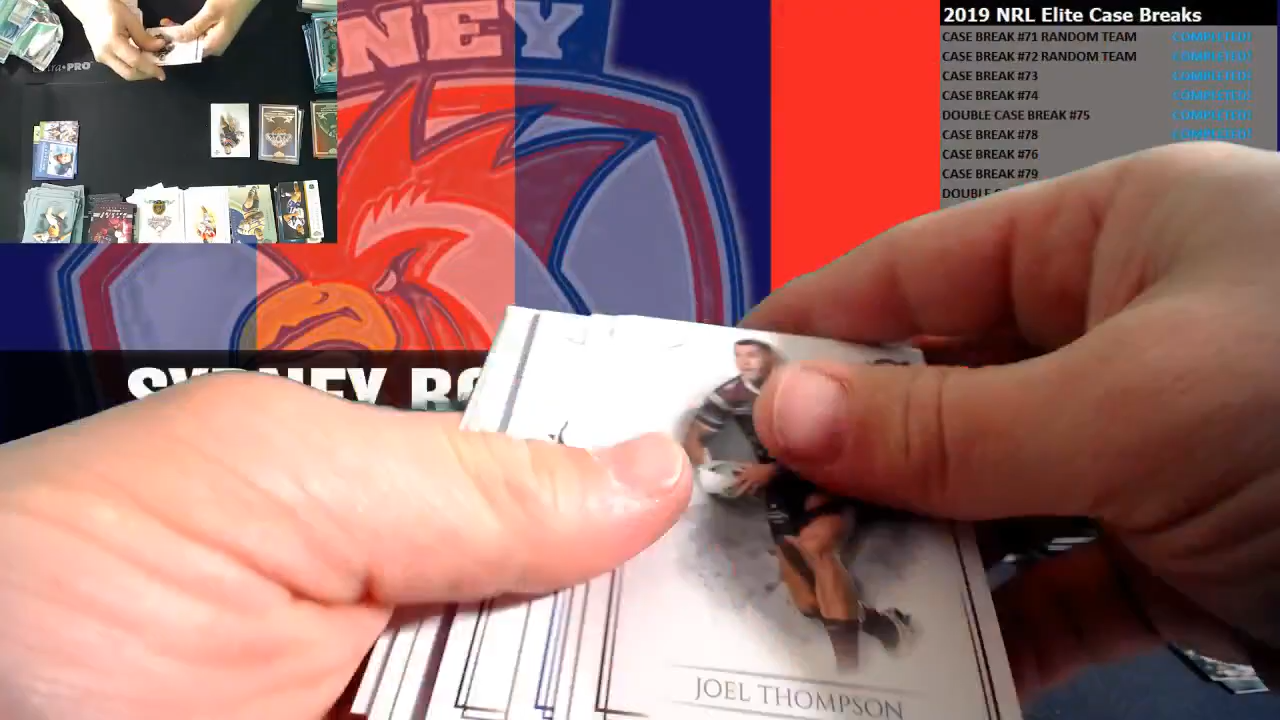 NEY
2019 NRL Elite Case Breaks
CASE BREAK #71 RANDOM TEAM COMPLETED!
CASE BREAK #72 RANDOM TEAM COMPLETED!
CASE BREAK #73 COMPLETED!
CASE BREAK #74 COMPLETED!
DOUBLE CASE BREAK #75 COMPLETED!
CASE BREAK #78 COMPLETED!
CASE BREAK #76
CASE BREAK #79
SYDNEY
JOEL THOMPSON